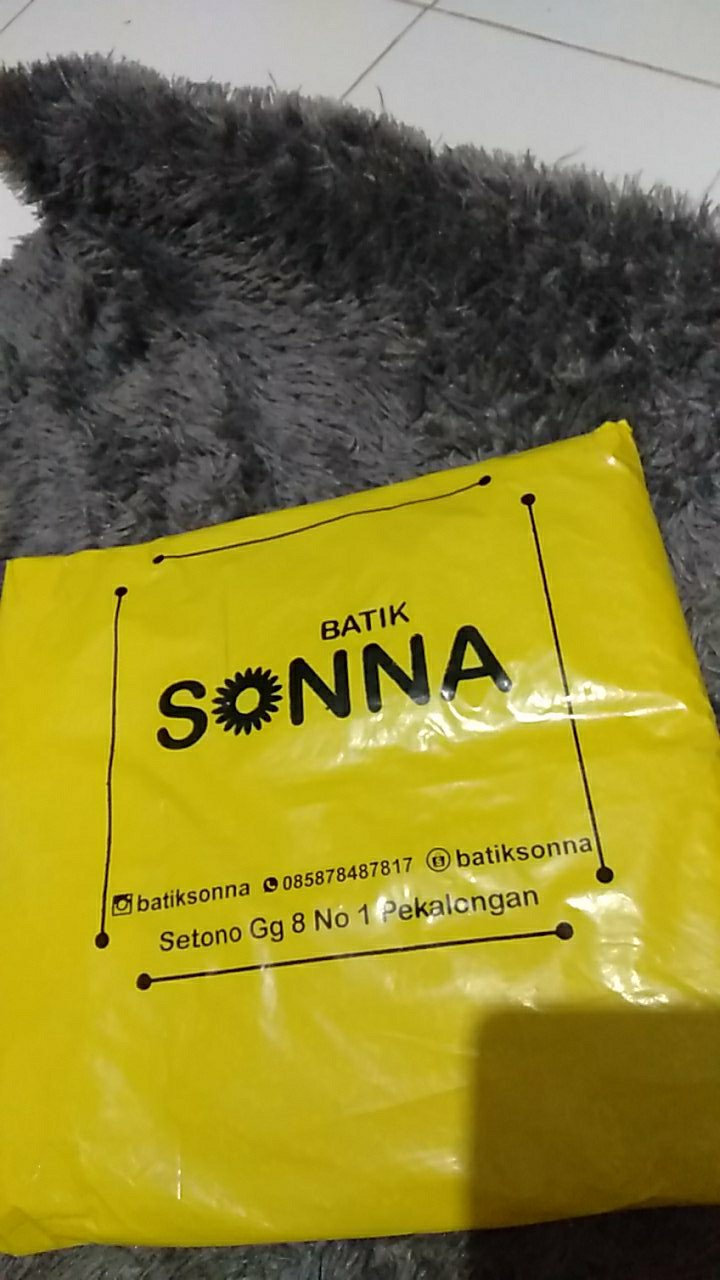 BATIK
SONNA
batiksonna 085878487817 batiksonna
Setono Gg 8 No 1 Pekalongan